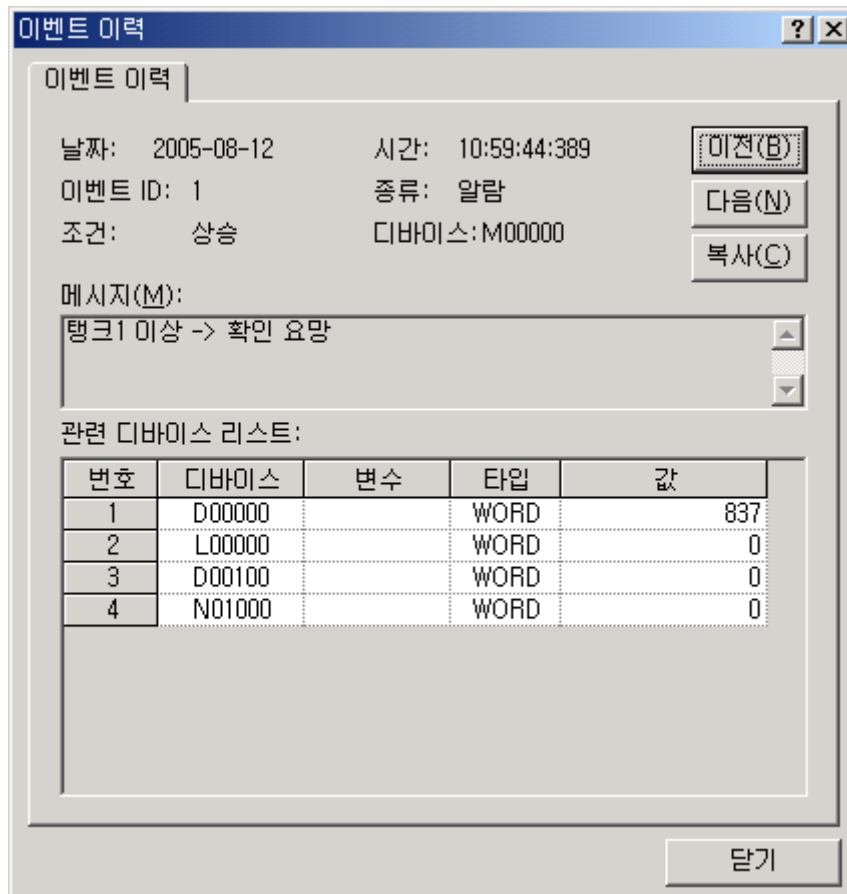 이벤트 이력
이벤트 이력
날짜: 2005-08-12 시간: 10:59:44:389 이전(B)
이벤트 ID: 1 종류: 알람 다음(N)
조건: 상승 디바이스: M00000 복사(C)
메시지(M):
탱크1 이상 -> 확인 요망
관련 디바이스 리스트:
번호 디바이스 변수 타입 값
1 D00000 WORD 837
2 L00000 WORD 0
3 D00100 WORD 0
4 N01000 WORD 0
닫기